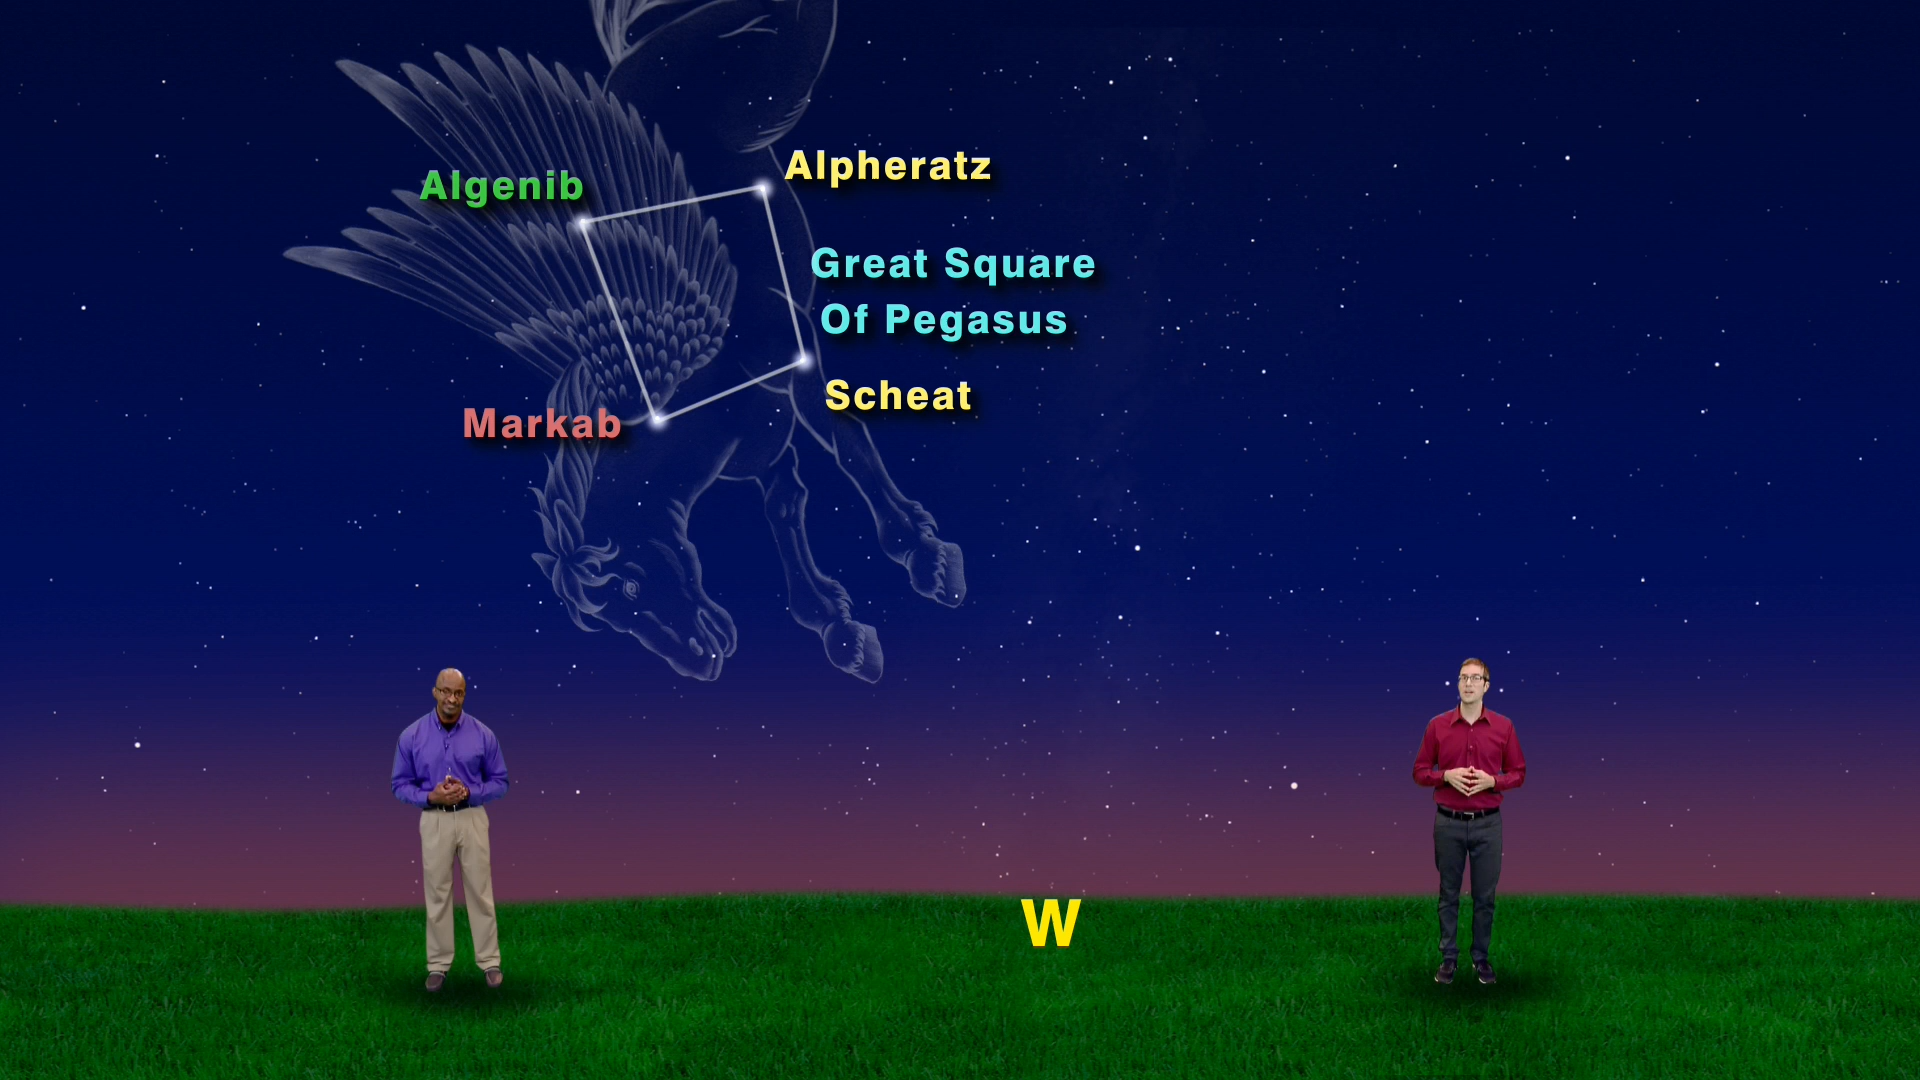 Alpheratz
Algenib
Great Square
Of Pegasus
Scheat
Markab
W